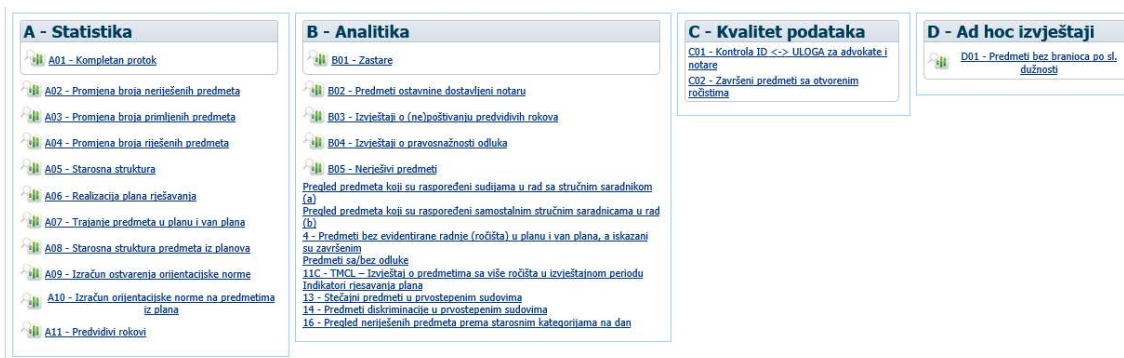 A - Statistika
A01 - Kompletan protok
A02 - Promjena broja neriješenih predmeta
A03 - Promjena broja primljenih predmeta
A04 - Promjena broja riješenih predmeta
A05 - Starosna struktura
A06 - Realizacija plana rješavanja
A07 - Trajanje predmeta u planu i van plana
A08 - Starosna struktura predmeta iz planova
A09 - Izračun ostvarenja orijentacijske norme
A10 - Izračun orijentacijske norme na predmetima
iz plana
A11 - Predvidivi rokovi
B - Analitika
B01 - Zastare
B02 - Predmeti ostavnine dostavljeni notaru
B03 - Izvještaji o (ne)poštivanju predvidivih rokova
B04 - Izvještaji o pravosnažnosti odluka
B05 - Nerješivi predmeti
Pregled predmeta koji su raspoređeni sudijama u rad sa stručnim saradnikom
(a)
Pregled predmeta koji su raspoređeni samostalnim stručnim saradnicama u rad
(b)
4 - Predmeti bez evidentirane radnje (ročišta) u planu i van plana, a iskazani
su završenim
Predmeti sa/bez odluke
11C - TMCL – Izvještaj o predmetima sa više ročišta u izvještajnom periodu
Indikatori rjesavanja plana
13 - Stečajni predmeti u prvostepenim sudovima
14 - Predmeti diskriminacije u prvostepenim sudovima
16 - Pregled neriješenih predmeta prema starosnim kategorijama na dan
C - Kvalitet podataka
C01 - Kontrola ID <-> ULOGA za advokate i
notare
C02 - Završeni predmeti sa otvorenim
ročistima
D - Ad hoc izvještaji
D01 - Predmeti bez branioca po sl.
dužnosti